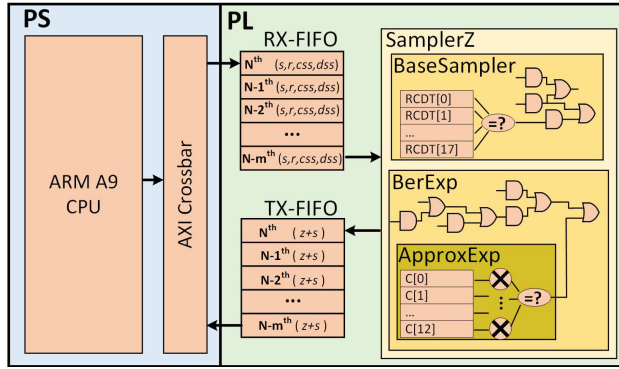 PS
PL
ARM A9
CPU
AXI Crossbar
RX-FIFO
Nth (s,r,css,dss)
N-1th (s,r,css,dss)
N-2th (s,r,css,dss)
...
N-mth (s,r,css,dss)
TX-FIFO
Nth (z+s)
N-1th (z+s)
N-2th (z+s)
...
N-mth (z+s)
SamplerZ
BaseSampler
RCDT[0]
RCDT[1]
...
RCDT[17]
=?
BerExp
ApproxExp
C[0]
C[1]
...
C[12]
=?